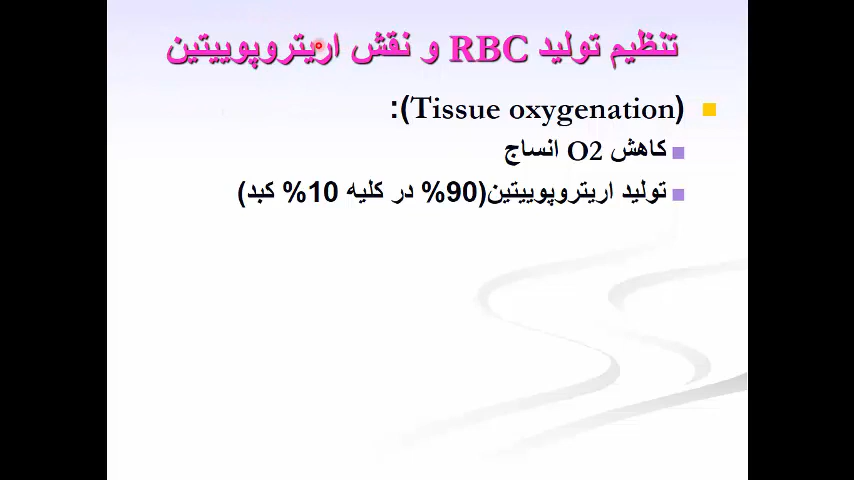 تنظیم تولید RBC و نقش اریتروپوییتین
(Tissue oxygenation):
کاهش O2 انساج
تولید اریتروپوییتین(90% در کلیه 10% کبد)